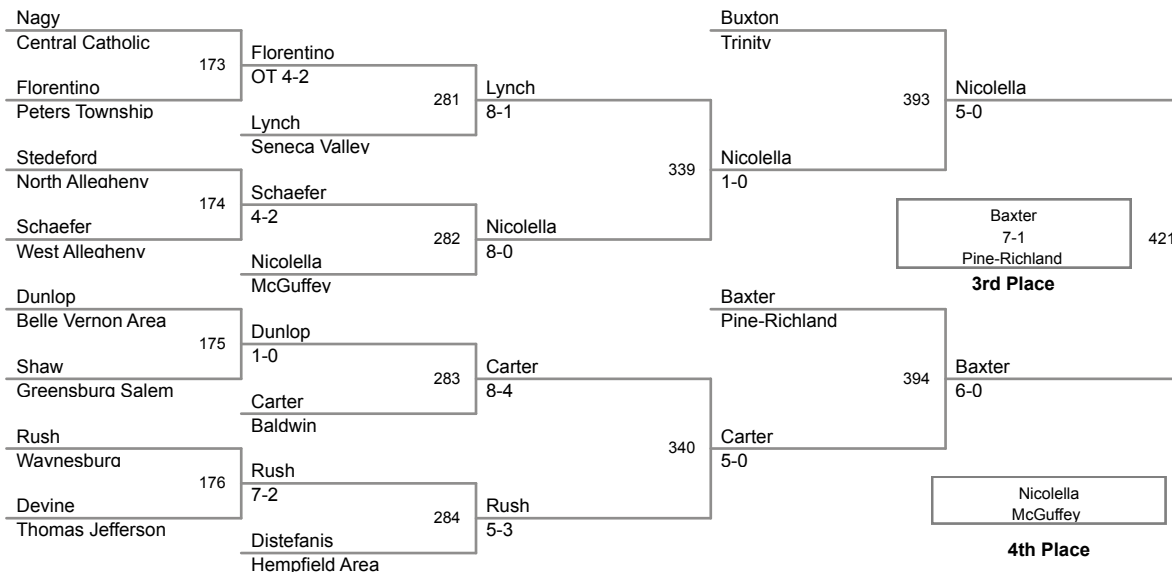 Nagy
Central Catholic
173
Florentino
Peters Township
Florentino
OT 4-2
281
Lynch
Seneca Valley
Stedeford
North Allegheny
174
Schaefer
West Allegheny
Schaefer
4-2
282
Nicolella
McGuffey
Dunlop
Belle Vernon Area
175
Shaw
Greensburg Salem
Dunlop
1-0
283
Carter
Baldwin
Rush
Waynesburg
176
Devine
Thomas Jefferson
Rush
7-2
284
Distefanis
Hempfield Area
Lynch
8-1
339
Nicolella
8-0
Carter
8-4
340
Rush
5-3
Buxton
Trinity
393
Nicolella
1-0
Nicolella
5-0
Baxter
Pine-Richland
394
Carter
5-0
Baxter
6-0
Baxter
7-1
Pine-Richland
421
3rd Place
Nicolella
McGuffey
4th Place